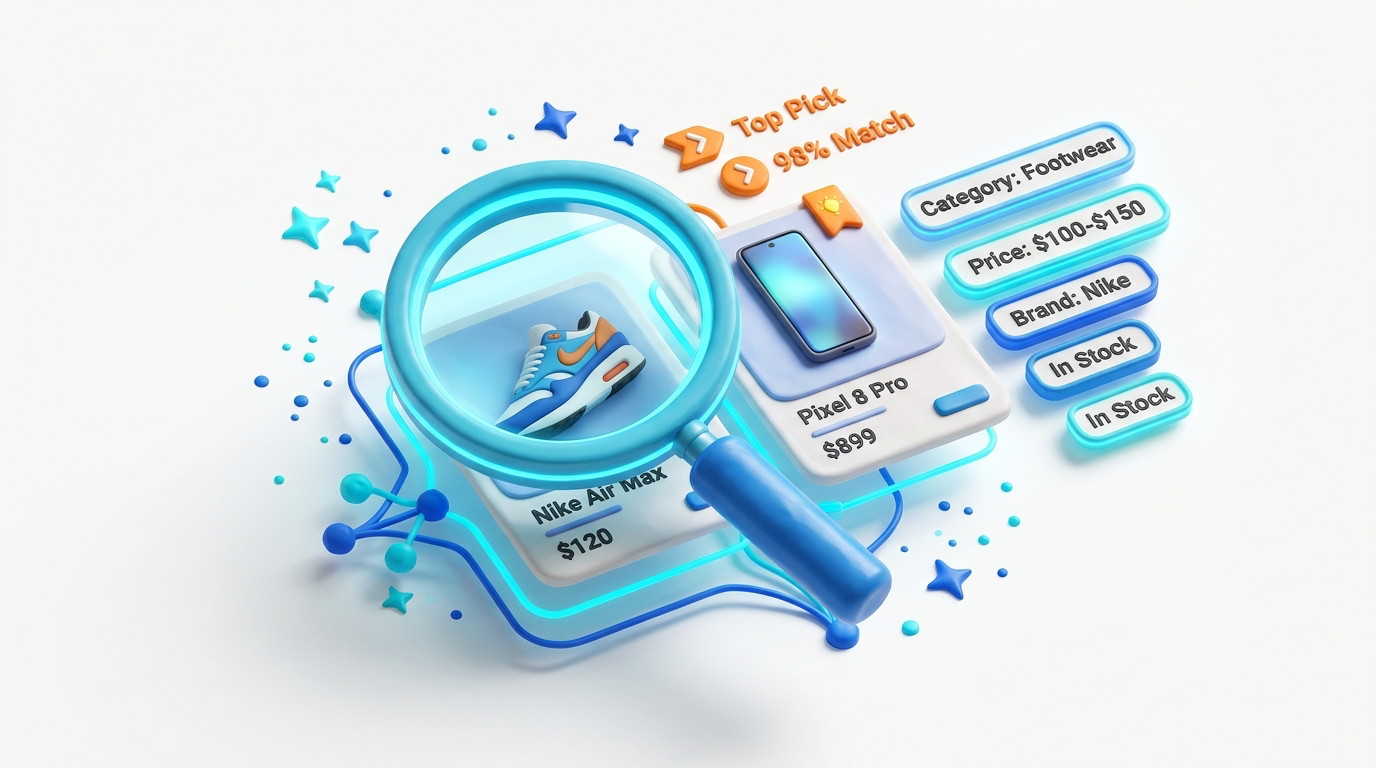 Top Pick
98% Match
Category: Footwear
Price: $100-$150
Brand: Nike
In Stock
In Stock
Pixel 8 Pro
$899
Nike Air Max
$120